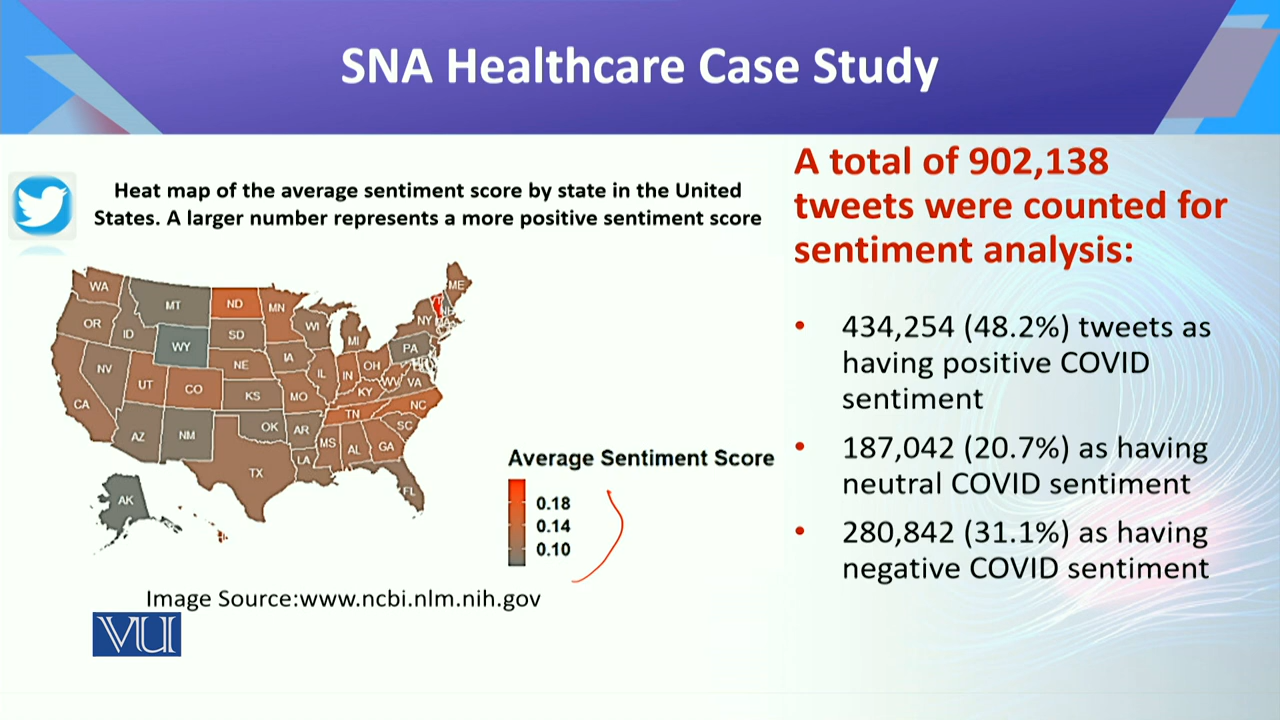 SNA Healthcare Case Study
Heat map of the average sentiment score by state in the United
States. A larger number represents a more positive sentiment score
WA
MT
ND
MN
ME
OR
ID
WY
SD
WI
MI
NY
NV
UT
CO
NE
IA
IL
IN
OH
PA
CA
KS
MO
KY
WV
VA
AZ
NM
OK
AR
TN
NC
SC
MS
AL
GA
TX
LA
FL
AK
Average Sentiment Score
0.18
0.14
0.10
Image Source:www.ncbi.nlm.nih.gov
VU
A total of 902,138
tweets were counted for
sentiment analysis:
• 434,254 (48.2%) tweets as
having positive COVID
sentiment
• 187,042 (20.7%) as having
neutral COVID sentiment
• 280,842 (31.1%) as having
negative COVID sentiment